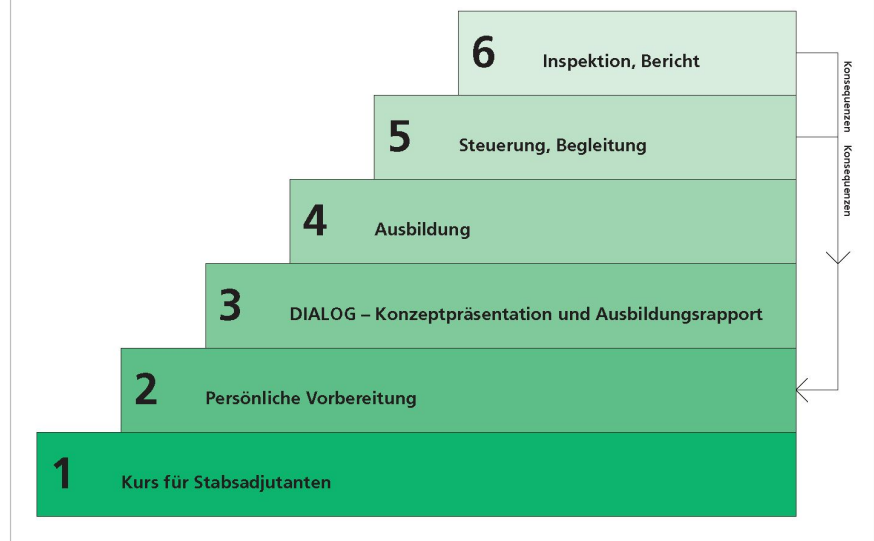 6 Inspektion, Bericht
Konsequenzen
5 Steuerung, Begleitung
Konsequenzen
4 Ausbildung
3 DIALOG – Konzeptpräsentation und Ausbildungsrapport
2 Persönliche Vorbereitung
1 Kurs für Stabsadjutanten